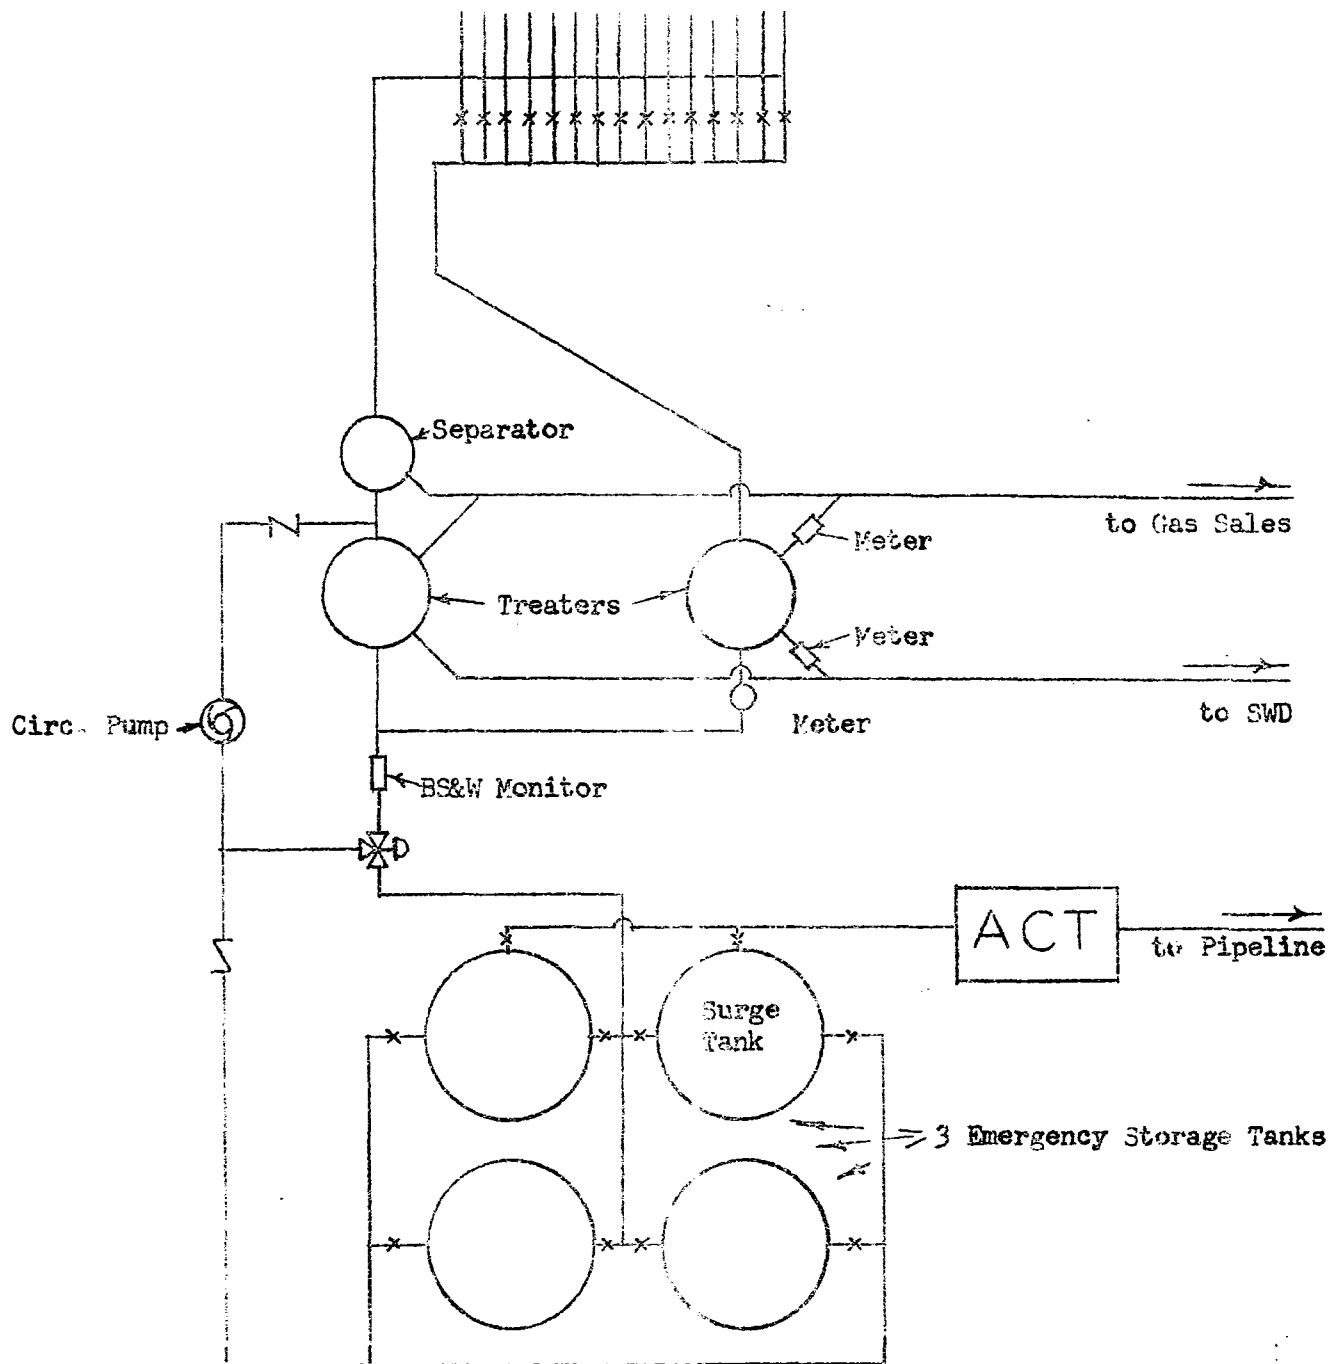 Separator
to Gas Sales
Meter
Treaters
Meter
to SWD
Circ. Pump
Meter
BS&W Monitor
ACT
to Pipeline
Surge
Tank
3 Emergency Storage Tanks